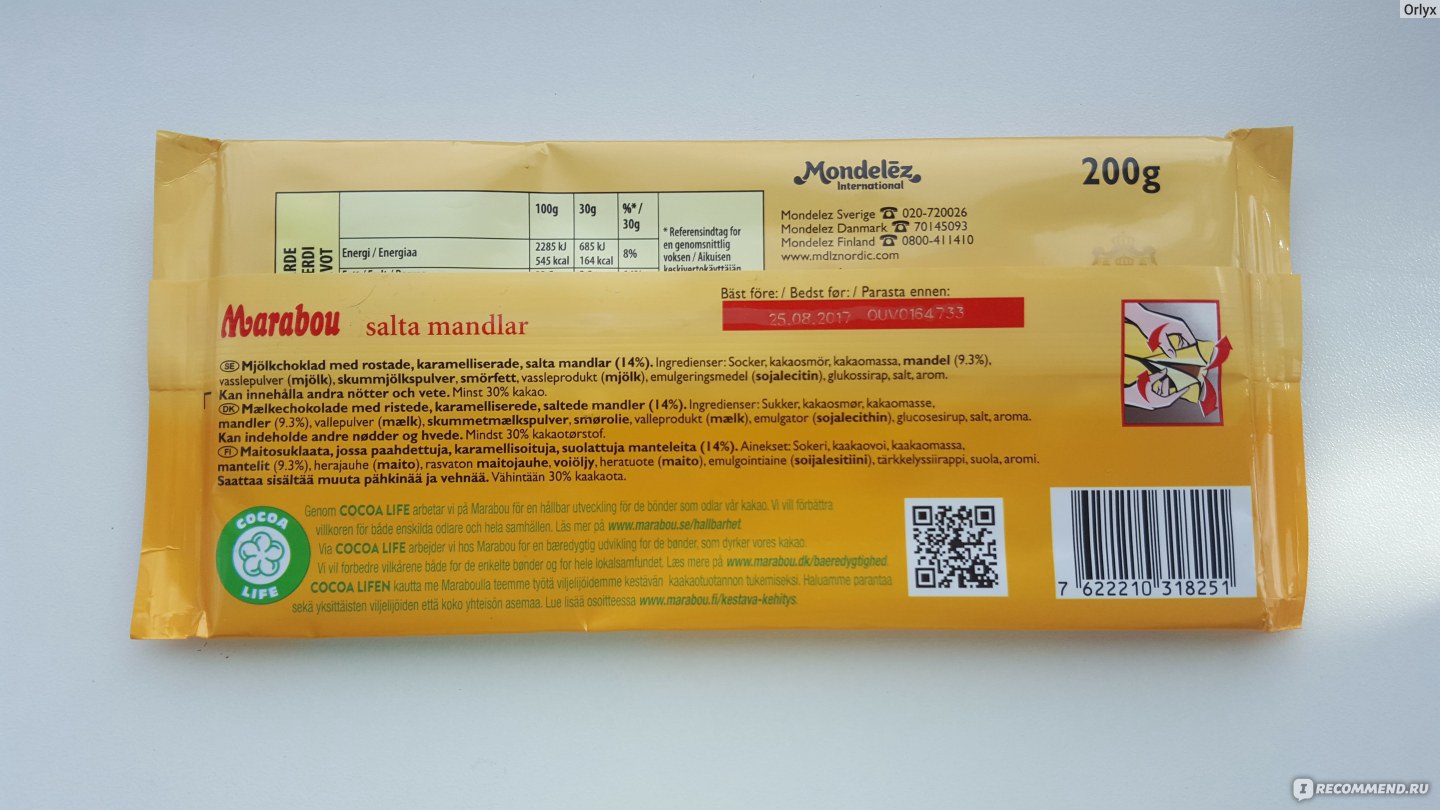 Orlyx
Mondelēz
International
200g
Mondelez Sverige ☎ 020-720026
Mondelez Danmark ☎ 70145093
Mondelez Finland ☎ 0800-411410
www.mdlznordic.com
100g 30g %*/
30g
Energi / Energiaa 2285 kJ 685 kJ 8%
545 kcal 164 kcal
* Referensindtag for
en genomsnittlig
voksen / Aikuisen
keskivertokäyttäjän
RDE
ERDI
VOT
Marabou salta mandlar
Bäst före: / Bedst før: / Parasta ennen:
25.08.2017 OUV0164733
SE Mjölkchoklad med rostade, karamelliserade, salta mandlar (14%). Ingredienser: Socker, kakaosmör, kakaomassa, mandel (9.3%),
vasslepulver (mjölk), skummjölkspulver, smörfett, vassleprodukt (mjölk), emulgeringsmedel (sojalecitin), glukossirap, salt, arom.
Kan innehålla andra nötter och vete. Minst 30% kakao.
DK Mælkechokolade med ristede, karamelliserede, saltede mandler (14%). Ingredienser: Sukker, kakaosmør, kakaomasse,
mandler (9.3%), vallepulver (mælk), skummetmælkspulver, smørolie, valleprodukt (mælk), emulgator (sojalecithin), glucosesirup, salt, aroma.
Kan indeholde andre nødder og hvede. Mindst 30% kakaotørstof.
FI Maitosuklaata, jossa paahdettuja, karamellisoituja, suolattuja manteleita (14%). Ainekset: Sokeri, kaakaovoi, kaakaomassa,
mantelit (9.3%), herajauhe (maito), rasvaton maitojauhe, voiöljy, heratuote (maito), emulgointiaine (soijalesitiini), tärkkelyssiirappi, suola, aromi.
Saattaa sisältää muuta pähkinää ja vehnää. Vähintään 30% kaakaota.
COCOA
LIFE
Genom COCOA LIFE arbetar vi på Marabou för en hållbar utveckling för de bönder som odlar vår kakao. Vi vill förbättra
villkoren för både enskilda odlare och hela samhällen. Läs mer på www.marabou.se/hallbarhet
Via COCOA LIFE arbejder vi hos Marabou for en bæredygtig udvikling for de bønder, som dyrker vores kakao.
Vi vil forbedre vilkårene både for de enkelte bønder og for hele lokalsamfundet. Læs mere på www.marabou.dk/baeredygtighed
COCOA LIFEN kautta me Maraboulla teemme työtä viljelijöidemme kestävän kaakaotuotannon tukemiseksi. Haluamme parantaa
sekä yksittäisten viljelijöiden että koko yhteisön asemaa. Lue lisää osoitteessa www.marabou.fi/kestava-kehitys.
7 622210 318251
IRECOMMEND.RU